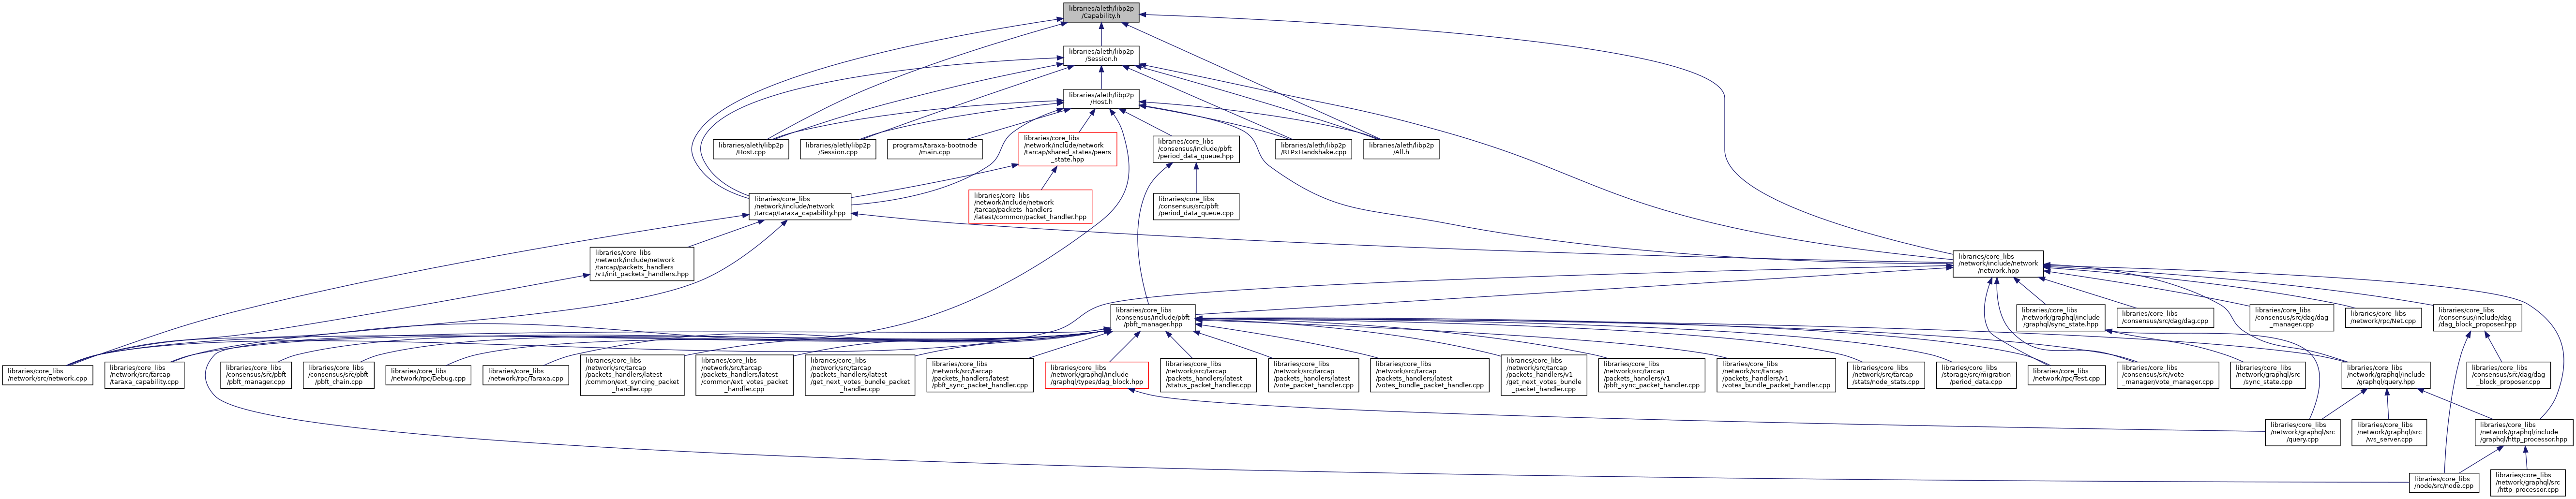 libraries/aleth/libp2p
/Capability.h
libraries/aleth/libp2p
/Session.h
libraries/aleth/libp2p
/Host.h
libraries/aleth/libp2p
/Host.cpp
libraries/aleth/libp2p
/Session.cpp
programs/taraxa-bootnode
/main.cpp
libraries/core_libs
/network/include/network
/tarcap/shared_states/peers
_state.hpp
libraries/core_libs
/consensus/include/pbft
/period_data_queue.hpp
libraries/aleth/libp2p
/RLPxHandshake.cpp
libraries/aleth/libp2p
/All.h
libraries/core_libs
/network/include/network
/tarcap/taraxa_capability.hpp
libraries/core_libs
/network/include/network
/tarcap/packets_handlers
/latest/common/packet_handler.hpp
libraries/core_libs
/consensus/src/pbft
/period_data_queue.cpp
libraries/core_libs
/network/include/network
/tarcap/packets_handlers
/v1/init_packets_handlers.hpp
libraries/core_libs
/network/include/network
/network.hpp
libraries/core_libs
/consensus/include/pbft
/pbft_manager.hpp
libraries/core_libs
/network/graphql/include
/graphql/sync_state.hpp
libraries/core_libs
/consensus/src/dag/dag.cpp
libraries/core_libs
/consensus/src/dag/dag
_manager.cpp
libraries/core_libs
/network/rpc/Net.cpp
libraries/core_libs
/consensus/include/dag
/dag_block_proposer.hpp
libraries/core_libs
/network/src/network.cpp
libraries/core_libs
/network/src/tarcap
/taraxa_capability.cpp
libraries/core_libs
/consensus/src/pbft
/pbft_manager.cpp
libraries/core_libs
/consensus/src/pbft
/pbft_chain.cpp
libraries/core_libs
/network/rpc/Debug.cpp
libraries/core_libs
/network/rpc/Taraxa.cpp
libraries/core_libs
/network/src/tarcap
/packets_handlers/latest
/common/ext_syncing_packet
_handler.cpp
libraries/core_libs
/network/src/tarcap
/packets_handlers/latest
/common/ext_votes_packet
_handler.cpp
libraries/core_libs
/network/src/tarcap
/packets_handlers/latest
/get_next_votes_bundle_packet
_handler.cpp
libraries/core_libs
/network/src/tarcap
/packets_handlers/latest
/pbft_sync_packet_handler.cpp
libraries/core_libs
/network/graphql/include
/graphql/types/dag_block.hpp
libraries/core_libs
/network/src/tarcap
/packets_handlers/latest
/status_packet_handler.cpp
libraries/core_libs
/network/src/tarcap
/packets_handlers/latest
/vote_packet_handler.cpp
libraries/core_libs
/network/src/tarcap
/packets_handlers/latest
/votes_bundle_packet_handler.cpp
libraries/core_libs
/network/src/tarcap
/packets_handlers/v1
/get_next_votes_bundle
_packet_handler.cpp
libraries/core_libs
/network/src/tarcap
/packets_handlers/v1
/pbft_sync_packet_handler.cpp
libraries/core_libs
/network/src/tarcap
/packets_handlers/v1
/votes_bundle_packet_handler.cpp
libraries/core_libs
/network/src/tarcap
/stats/node_stats.cpp
libraries/core_libs
/storage/src/migration
/period_data.cpp
libraries/core_libs
/network/rpc/Test.cpp
libraries/core_libs
/consensus/src/vote
_manager/vote_manager.cpp
libraries/core_libs
/network/graphql/src
/sync_state.cpp
libraries/core_libs
/network/graphql/include
/graphql/query.hpp
libraries/core_libs
/consensus/src/dag/dag
_block_proposer.cpp
libraries/core_libs
/network/graphql/src
/query.cpp
libraries/core_libs
/network/graphql/src
/ws_server.cpp
libraries/core_libs
/network/graphql/include
/graphql/http_processor.hpp
libraries/core_libs
/node/src/node.cpp
libraries/core_libs
/network/graphql/src
/http_processor.cpp